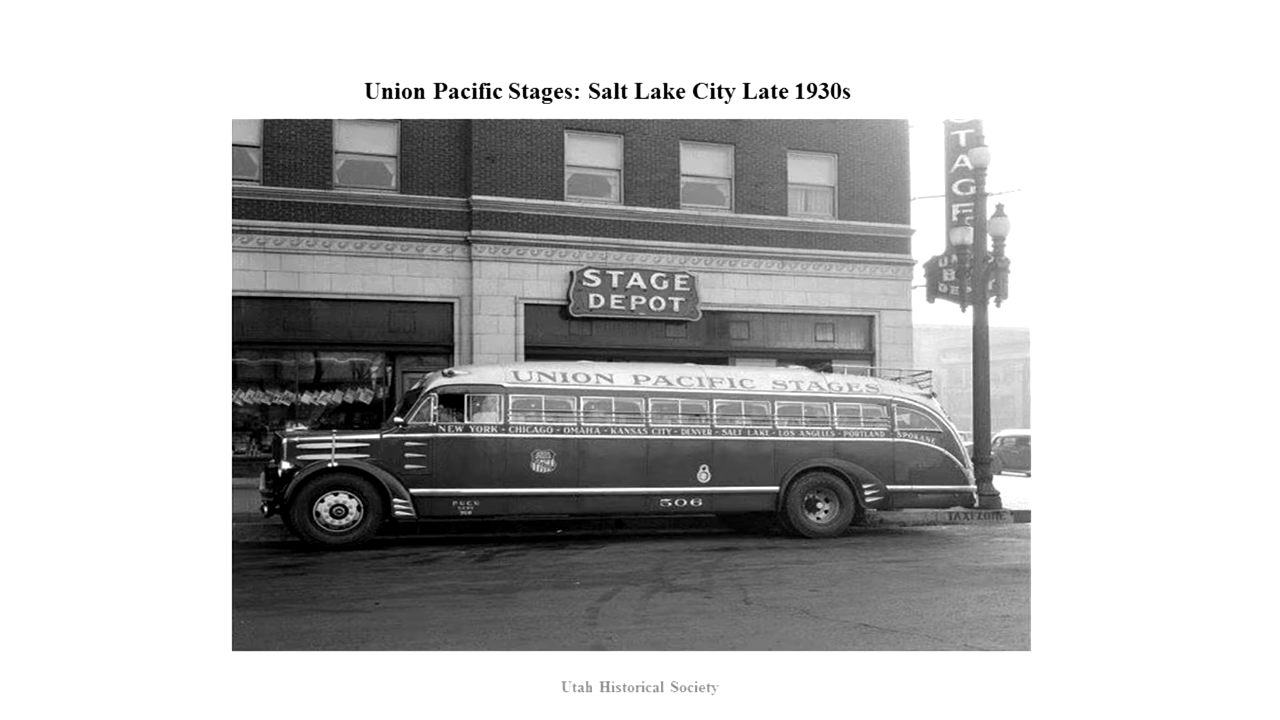 Union Pacific Stages: Salt Lake City Late 1930s
STAGE
STAGE
DEPOT
UNION PACIFIC STAGES
NEW YORK - CHICAGO - OMAHA - KANSAS CITY - DENVER - SALT LAKE - LOS ANGELES - PORTLAND - SPOKANE
506
TAXI ZONE
Utah Historical Society